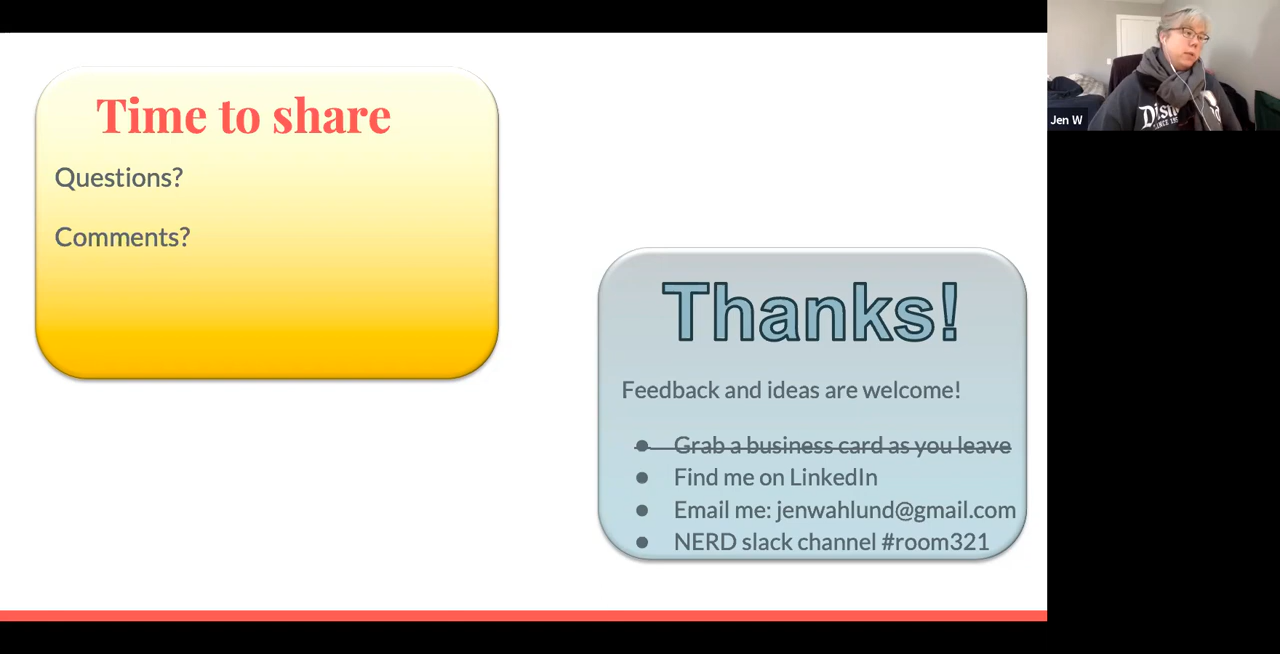 Time to share
Questions?
Comments?
Thanks!
Feedback and ideas are welcome!
● Grab a business card as you leave
● Find me on LinkedIn
● Email me: jenwahlund@gmail.com
● NERD slack channel #room321
Jen W